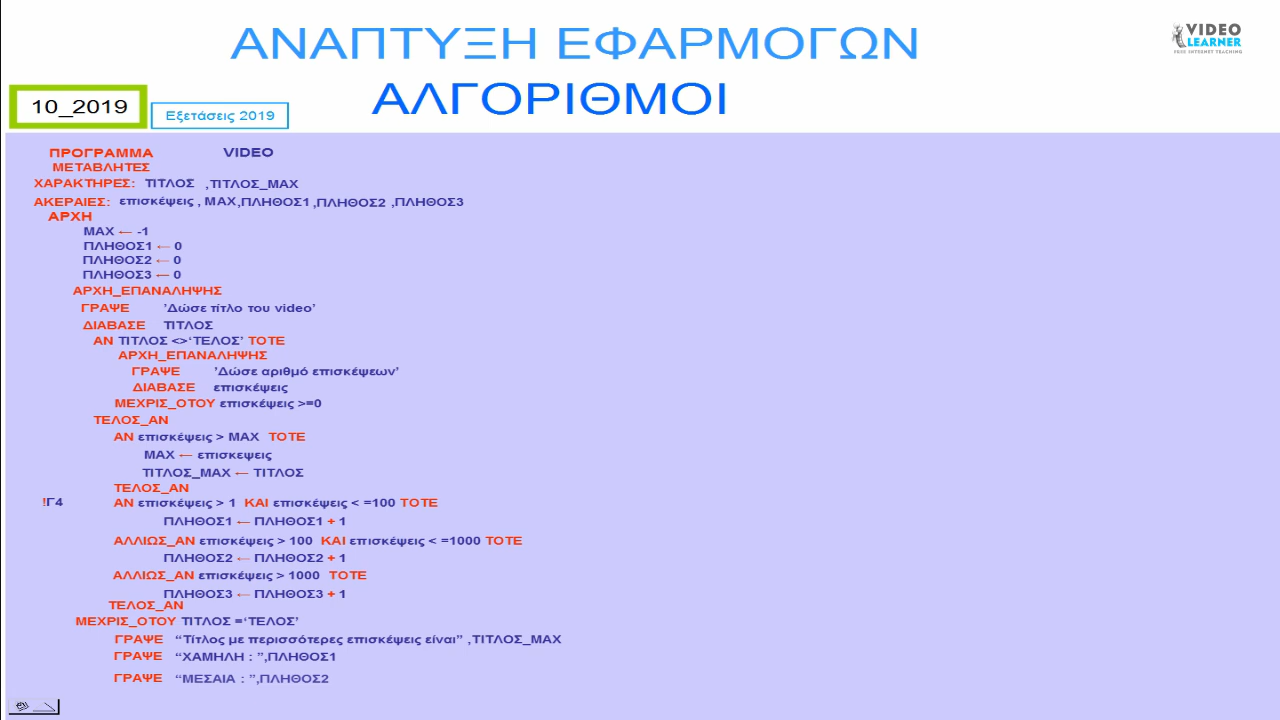 ΑΝΑΠΤΥΞΗ ΕΦΑΡΜΟΓΩΝ
VIDEO
LEARNER
FREE INTERNET TEACHING
ΑΛΓΟΡΙΘΜΟΙ
10_2019
Εξετάσεις 2019
ΠΡΟΓΡΑΜΜΑ VIDEO
ΜΕΤΑΒΛΗΤΕΣ
ΧΑΡΑΚΤΗΡΕΣ: ΤΙΤΛΟΣ ,ΤΙΤΛΟΣ_ΜΑΧ
ΑΚΕΡΑΙΕΣ: επισκέψεις , ΜΑΧ,ΠΛΗΘΟΣ1 ,ΠΛΗΘΟΣ2 ,ΠΛΗΘΟΣ3
ΑΡΧΗ
ΜΑΧ ← -1
ΠΛΗΘΟΣ1 ← 0
ΠΛΗΘΟΣ2 ← 0
ΠΛΗΘΟΣ3 ← 0
ΑΡΧΗ_ΕΠΑΝΑΛΗΨΗΣ
ΓΡΑΨΕ ’Δώσε τίτλο του video’
ΔΙΑΒΑΣΕ ΤΙΤΛΟΣ
ΑΝ ΤΙΤΛΟΣ <>‘ΤΕΛΟΣ’ ΤΟΤΕ
ΑΡΧΗ_ΕΠΑΝΑΛΗΨΗΣ
ΓΡΑΨΕ ’Δώσε αριθμό επισκέψεων’
ΔΙΑΒΑΣΕ επισκέψεις
ΜΕΧΡΙΣ_ΟΤΟΥ επισκέψεις >=0
ΤΕΛΟΣ_ΑΝ
ΑΝ επισκέψεις > ΜΑΧ ΤΟΤΕ
ΜΑΧ ← επισκεψεις
ΤΙΤΛΟΣ_ΜΑΧ ← ΤΙΤΛΟΣ
ΤΕΛΟΣ_ΑΝ
!Γ4 ΑΝ επισκέψεις > 1 ΚΑΙ επισκέψεις < =100 ΤΟΤΕ
ΠΛΗΘΟΣ1 ← ΠΛΗΘΟΣ1 + 1
ΑΛΛΙΩΣ_ΑΝ επισκέψεις > 100 ΚΑΙ επισκέψεις < =1000 ΤΟΤΕ
ΠΛΗΘΟΣ2 ← ΠΛΗΘΟΣ2 + 1
ΑΛΛΙΩΣ_ΑΝ επισκέψεις > 1000 ΤΟΤΕ
ΠΛΗΘΟΣ3 ← ΠΛΗΘΟΣ3 + 1
ΤΕΛΟΣ_ΑΝ
ΜΕΧΡΙΣ_ΟΤΟΥ ΤΙΤΛΟΣ =‘ΤΕΛΟΣ’
ΓΡΑΨΕ “Τίτλος με περισσότερες επισκέψεις είναι” ,ΤΙΤΛΟΣ_ΜΑΧ
ΓΡΑΨΕ “ΧΑΜΗΛΗ : ”,ΠΛΗΘΟΣ1
ΓΡΑΨΕ “ΜΕΣΑΙΑ : ”,ΠΛΗΘΟΣ2